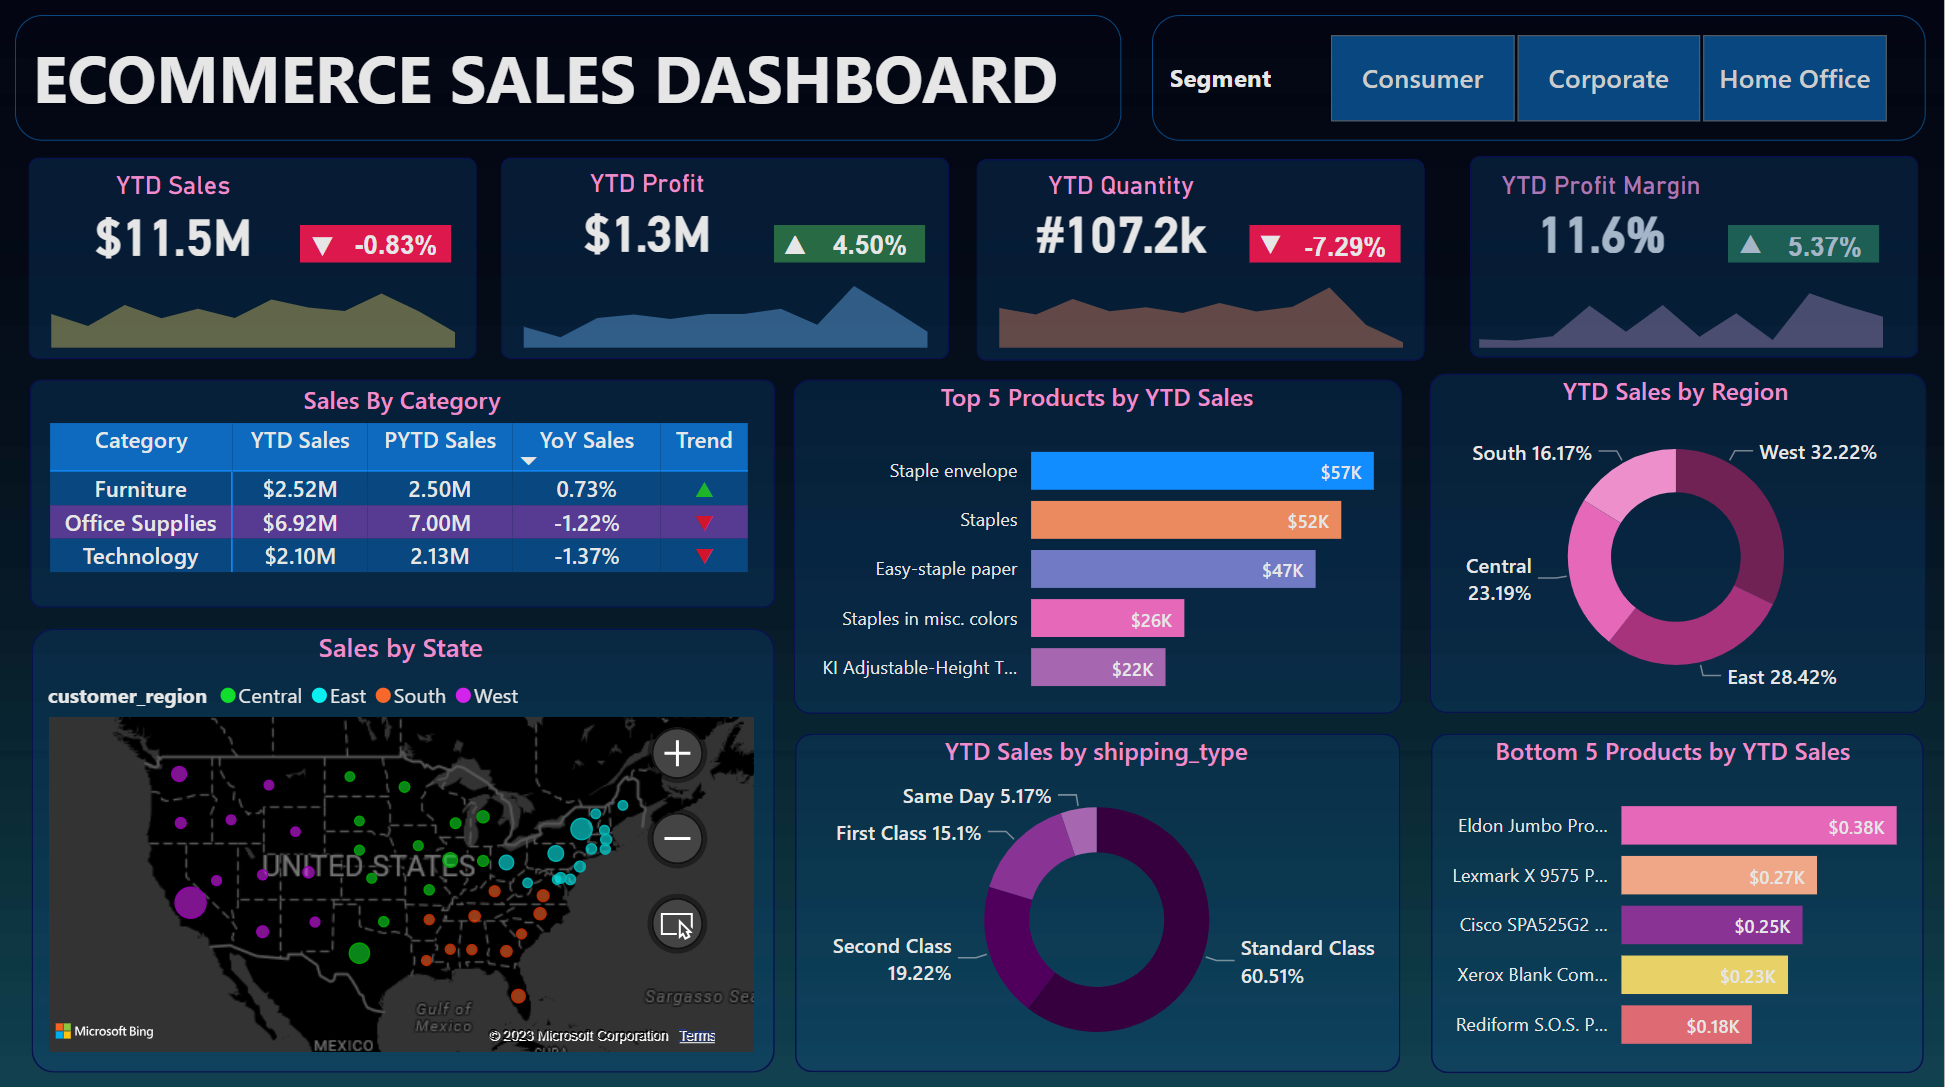 ECOMMERCE SALES DASHBOARD
Segment
Consumer
Corporate
Home Office
YTD Sales
$11.5M
-0.83%
YTD Profit
$1.3M
4.50%
YTD Quantity
#107.2k
-7.29%
YTD Profit Margin
11.6%
5.37%
Sales By Category
Category YTD Sales PYTD Sales YoY Sales Trend
Furniture $2.52M 2.50M 0.73%
Office Supplies $6.92M 7.00M -1.22%
Technology $2.10M 2.13M -1.37%
Top 5 Products by YTD Sales
Staple envelope $57K
Staples $52K
Easy-staple paper $47K
Staples in misc. colors $26K
KI Adjustable-Height T... $22K
YTD Sales by Region
South 16.17%
West 32.22%
Central
23.19%
East 28.42%
Sales by State
customer_region Central East South West
UNITED STATES
Gulf of
Mexico
Sargasso Sea
MEXICO
CUBA
Microsoft Bing
© 2023 Microsoft Corporation Terms
YTD Sales by shipping_type
Same Day 5.17%
First Class 15.1%
Second Class
19.22%
Standard Class
60.51%
Bottom 5 Products by YTD Sales
Eldon Jumbo Pro... $0.38K
Lexmark X 9575 P... $0.27K
Cisco SPA525G2 ... $0.25K
Xerox Blank Com... $0.23K
Rediform S.O.S. P... $0.18K